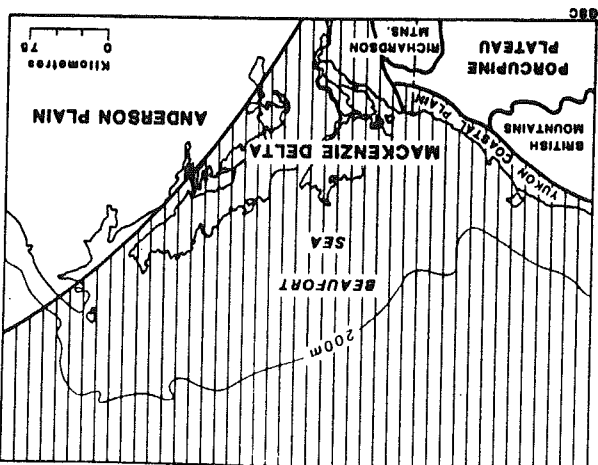 200m
BEAUFORT
SEA
MACKENZIE DELTA
YUKON COASTAL PLAIN
BRITISH
MOUNTAINS
ANDERSON PLAIN
PORCUPINE
PLATEAU
RICHARDSON
MTNS.
Kilometres
0 75
GSC